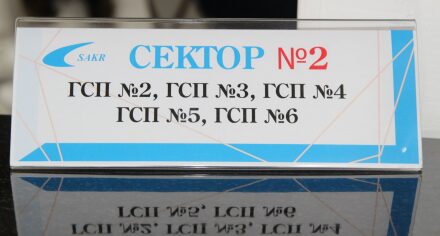 SAKR
СЕКТОР №2
ГСП №2, ГСП №3, ГСП №4
ГСП №5, ГСП №6